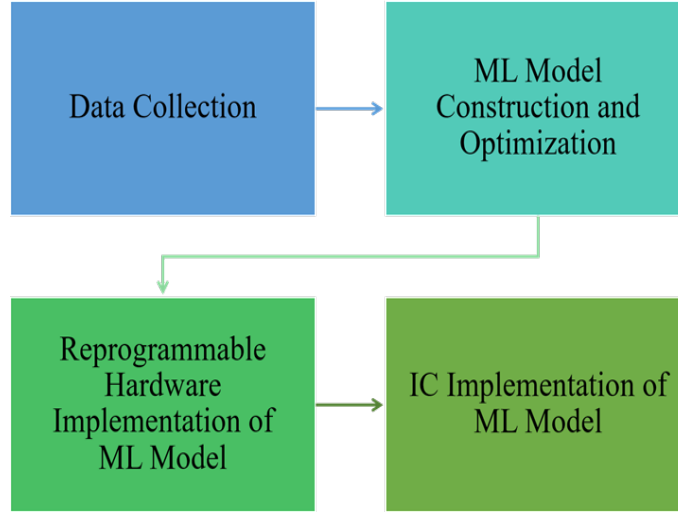 Data Collection
ML Model
Construction and
Optimization
Reprogrammable
Hardware
Implementation of
ML Model
IC Implementation of
ML Model